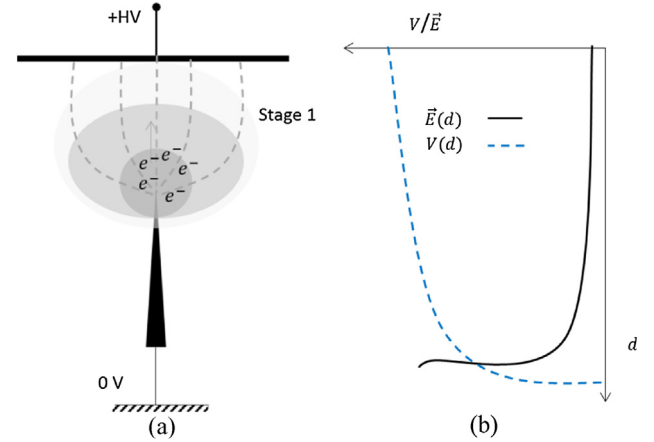 +HV
Stage 1
e⁻ e⁻
e⁻
e⁻
e⁻
0 V
(a)
V/E⃗
E⃗(d)
V(d)
d
(b)